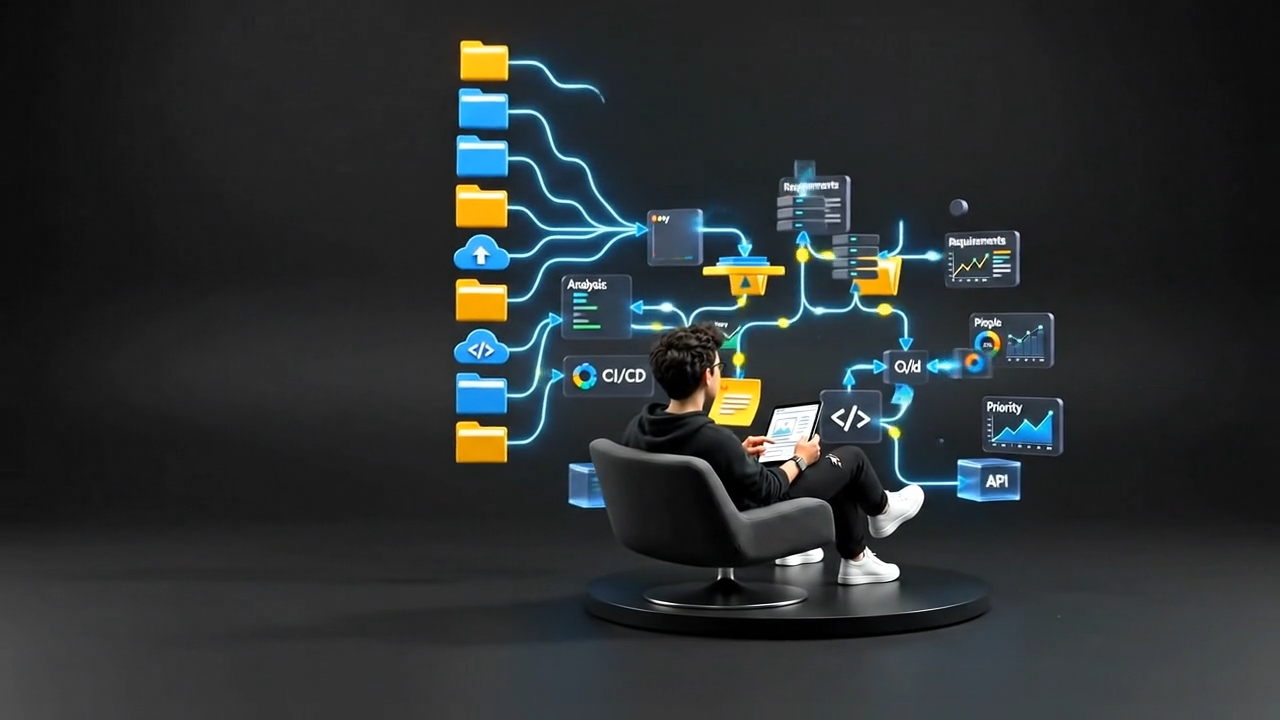 Requirements
Requirements
Analysis
CI/CD
</>
</>
Priority
API